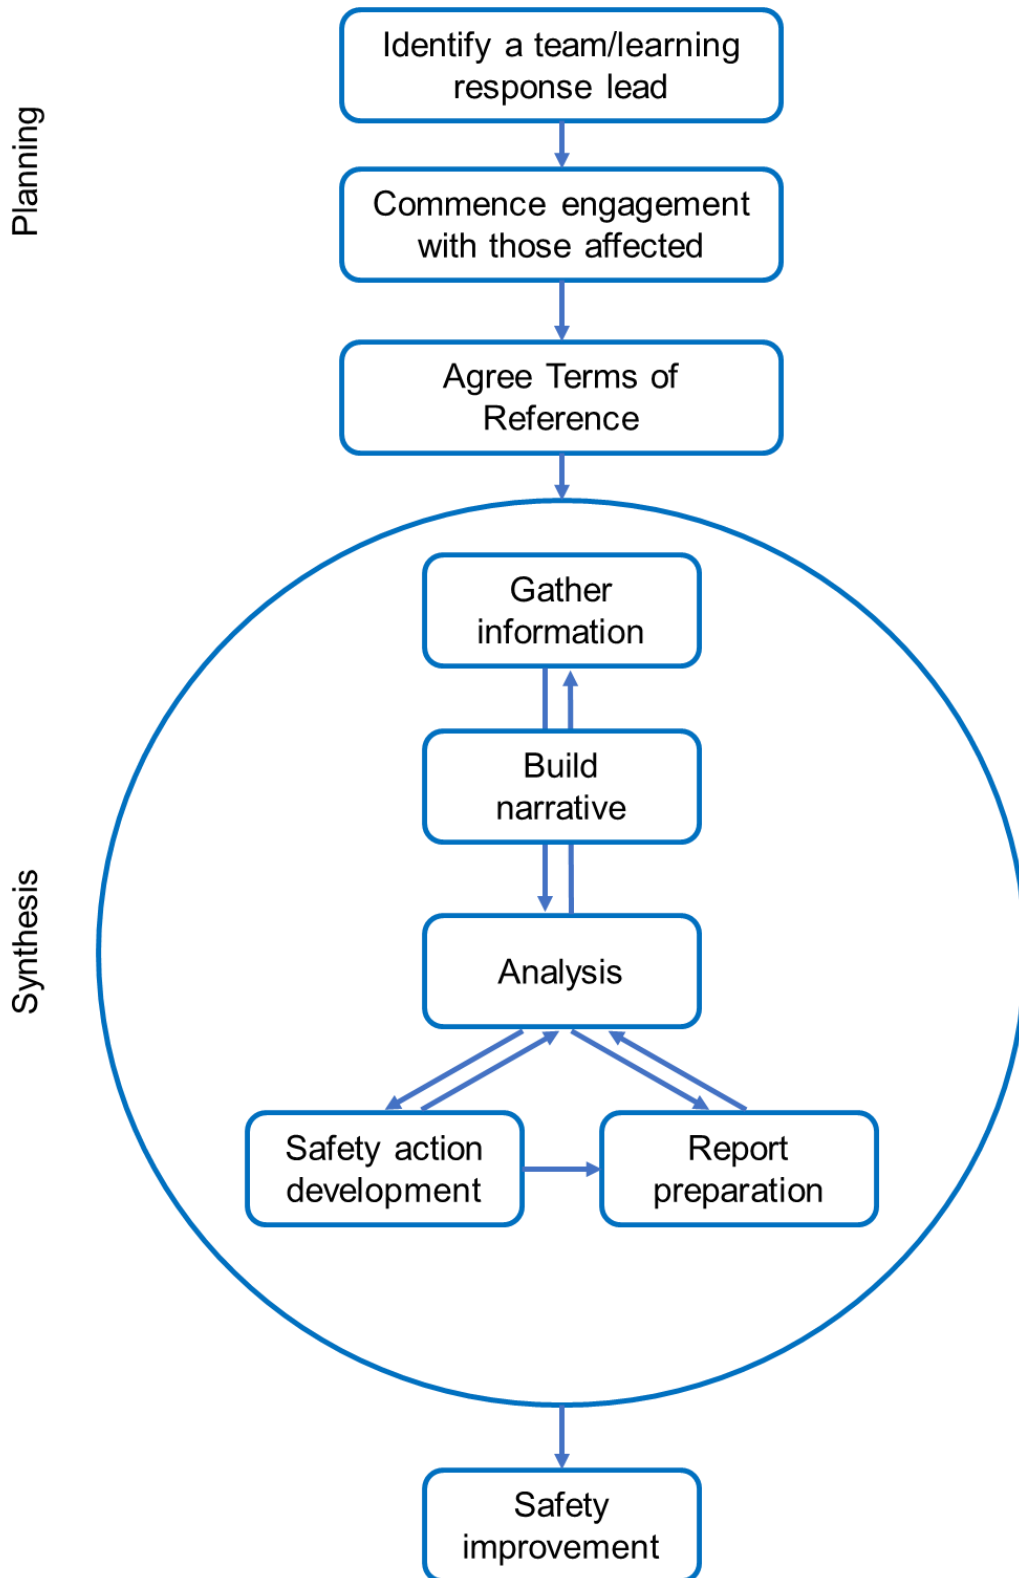 Planning
Identify a team/learning
response lead
Commence engagement
with those affected
Agree Terms of
Reference
Synthesis
Gather
information
Build
narrative
Analysis
Safety action
development
Report
preparation
Safety
improvement